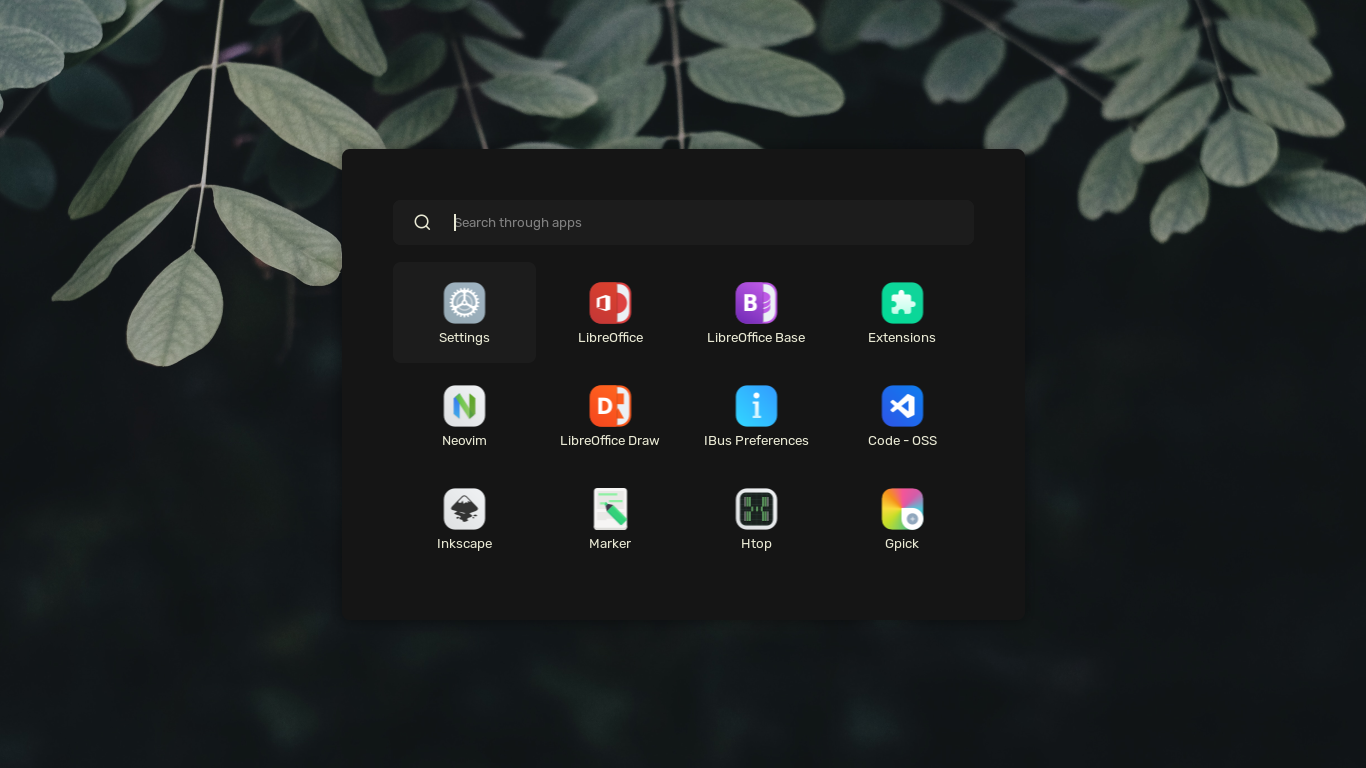 Search through apps
Settings LibreOffice LibreOffice Base Extensions
Neovim LibreOffice Draw IBus Preferences Code - OSS
Inkscape Marker Htop Gpick